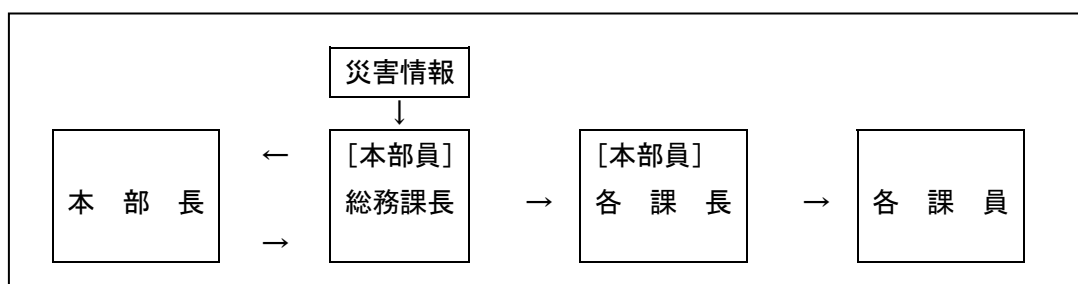 災害情報
↓
← [本部員] [本部員]
本 部 長 総務課長 → 各 課 長 → 各 課 員
→